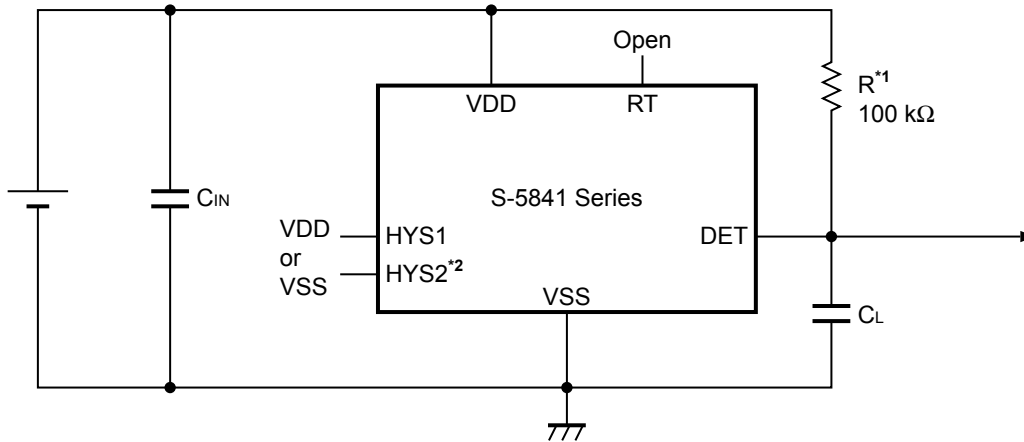 Open
VDD
RT
R*1
100 kΩ
CIN
S-5841 Series
VDD
or
VSS
HYS1
HYS2*2
DET
VSS
CL